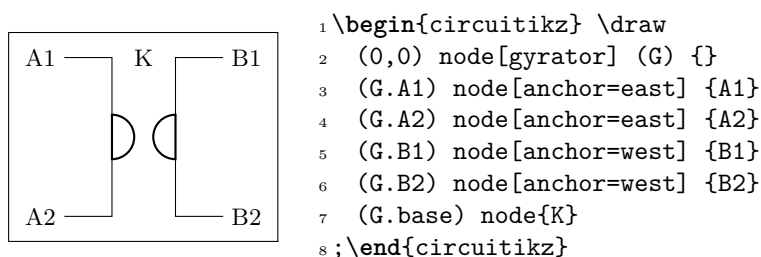 A1 K B1
A2 B2
1 \begin{circuitikz} \draw
2 (0,0) node[gyrator] (G) {}
3 (G.A1) node[anchor=east] {A1}
4 (G.A2) node[anchor=east] {A2}
5 (G.B1) node[anchor=west] {B1}
6 (G.B2) node[anchor=west] {B2}
7 (G.base) node{K}
8 ;\end{circuitikz}